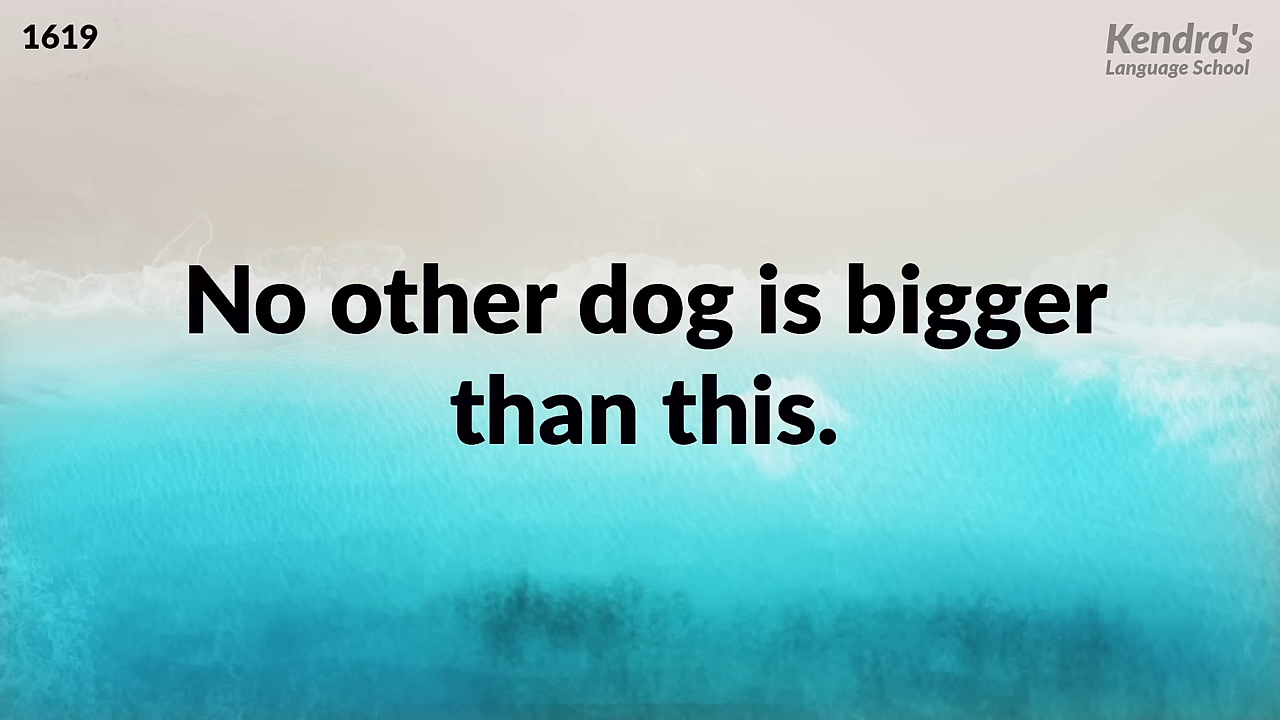 1619
Kendra's
Language School
No other dog is bigger
than this.